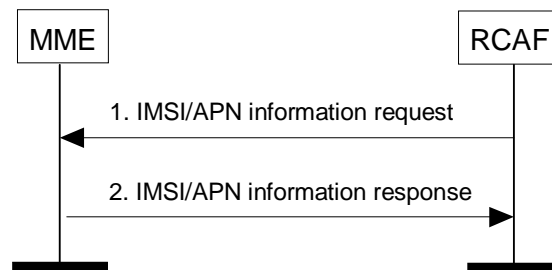 MME
RCAF
1. IMSI/APN information request
2. IMSI/APN information response